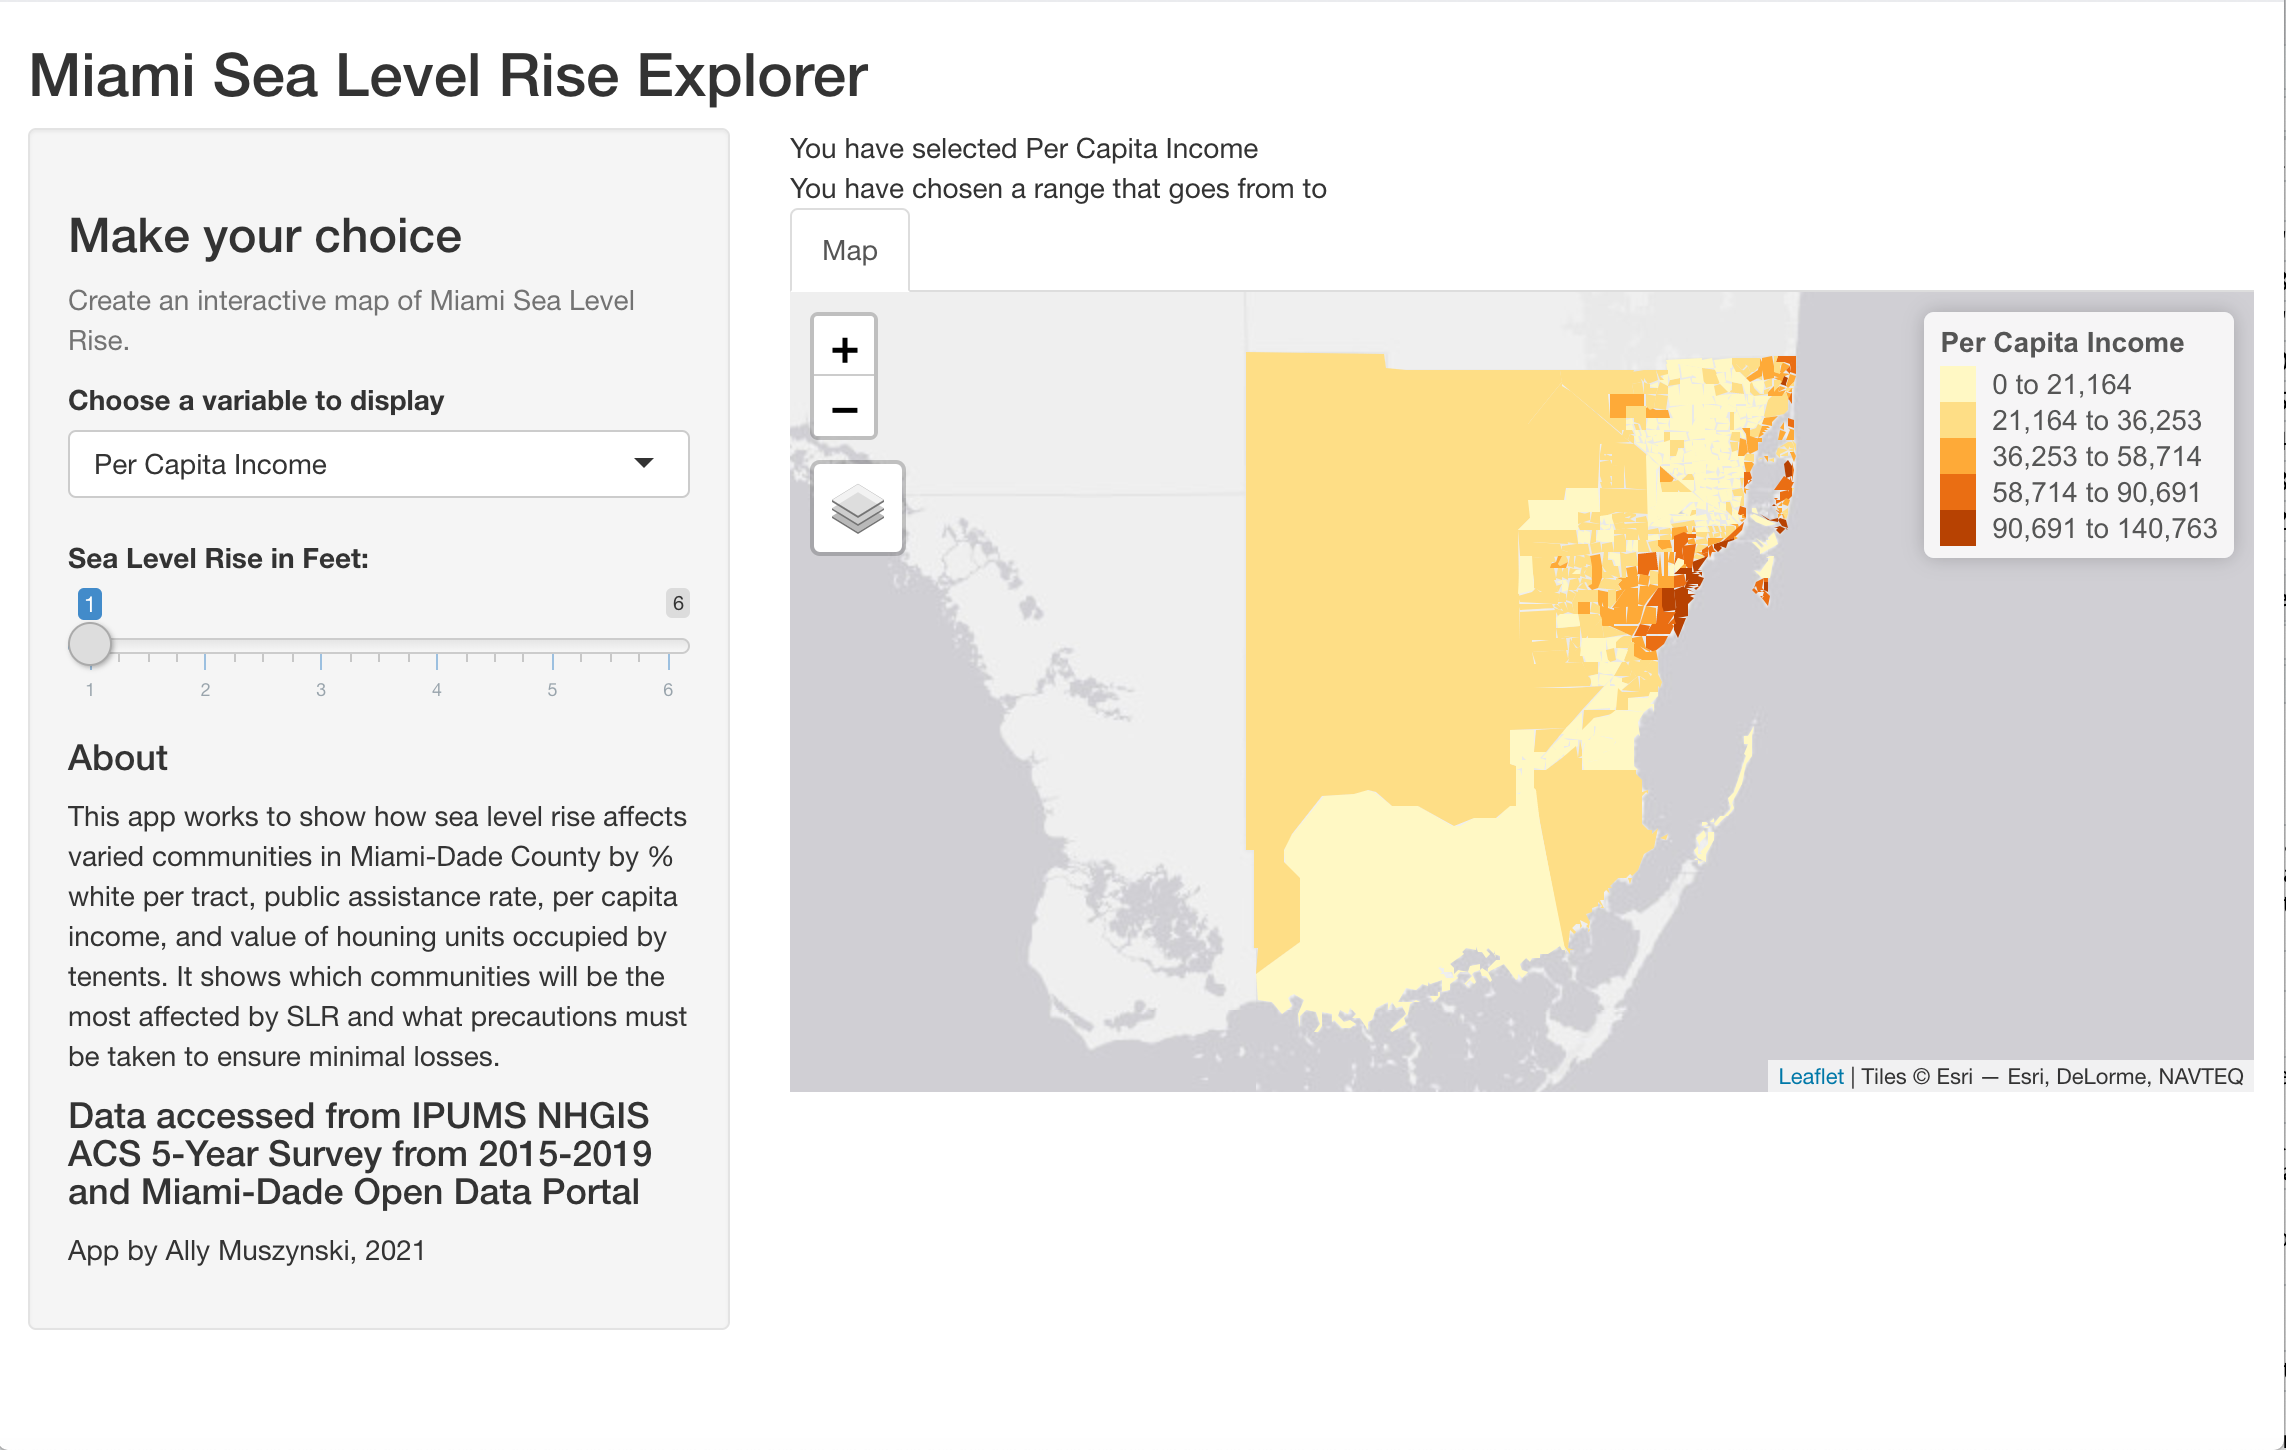 Miami Sea Level Rise Explorer
Make your choice
Create an interactive map of Miami Sea Level
Rise.
Choose a variable to display
Per Capita Income
Sea Level Rise in Feet:
1
6
1 2 3 4 5 6
About
This app works to show how sea level rise affects
varied communities in Miami-Dade County by %
white per tract, public assistance rate, per capita
income, and value of houning units occupied by
tenents. It shows which communities will be the
most affected by SLR and what precautions must
be taken to ensure minimal losses.
Data accessed from IPUMS NHGIS
ACS 5-Year Survey from 2015-2019
and Miami-Dade Open Data Portal
App by Ally Muszynski, 2021
You have selected Per Capita Income
You have chosen a range that goes from to
Map
+
−
Per Capita Income
0 to 21,164
21,164 to 36,253
36,253 to 58,714
58,714 to 90,691
90,691 to 140,763
Leaflet | Tiles © Esri — Esri, DeLorme, NAVTEQ